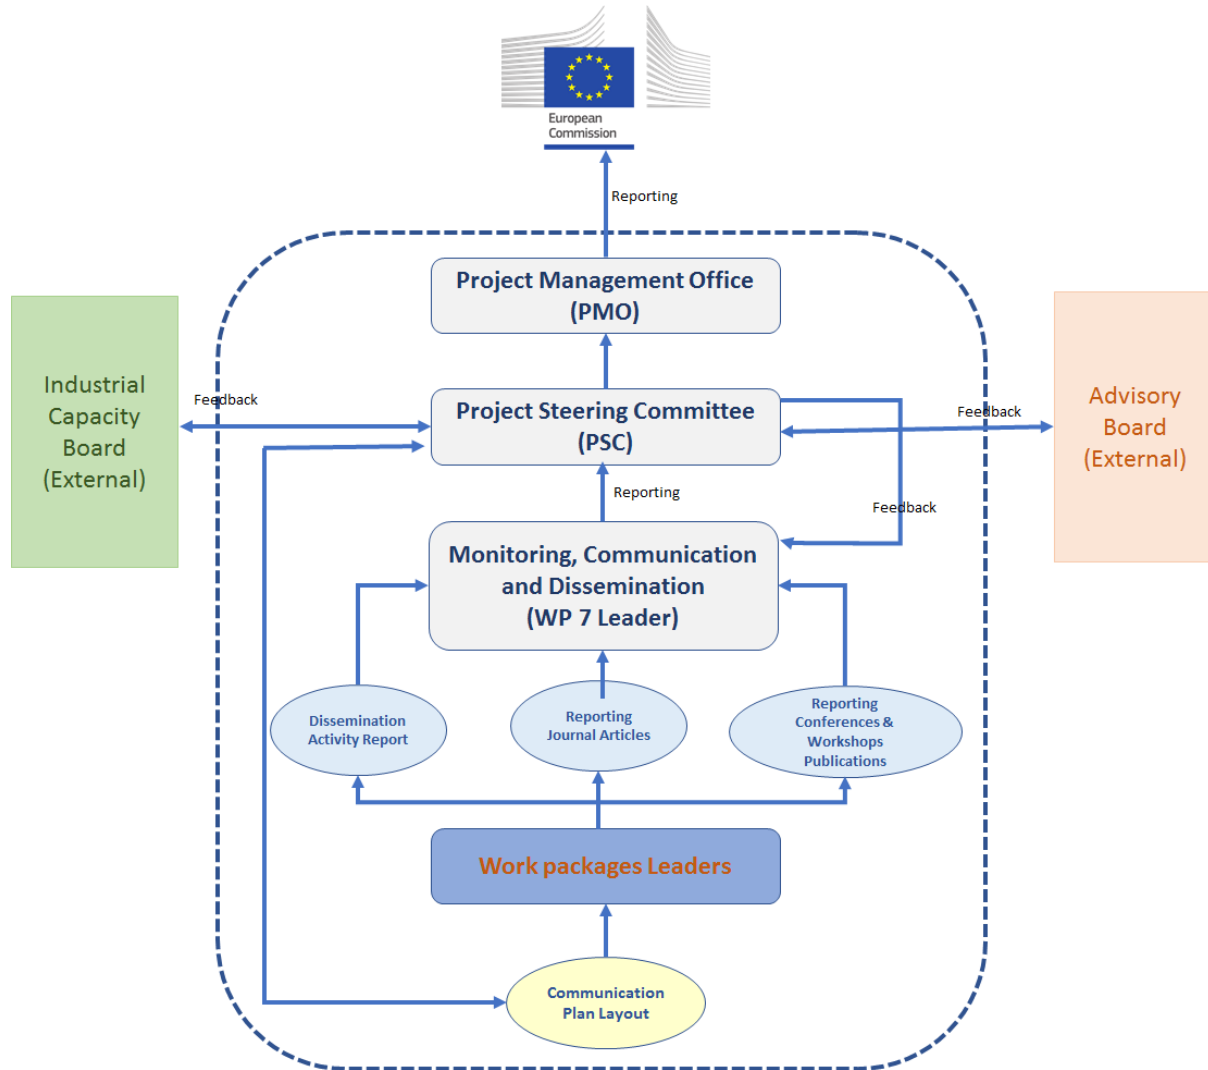 European
Commission
Reporting
Project Management Office
(PMO)
Industrial
Capacity
Board
(External)
Feedback
Project Steering Committee
(PSC)
Feedback
Advisory
Board
(External)
Reporting
Feedback
Monitoring, Communication
and Dissemination
(WP 7 Leader)
Dissemination
Activity Report
Reporting
Journal Articles
Reporting
Conferences &
Workshops
Publications
Work packages Leaders
Communication
Plan Layout